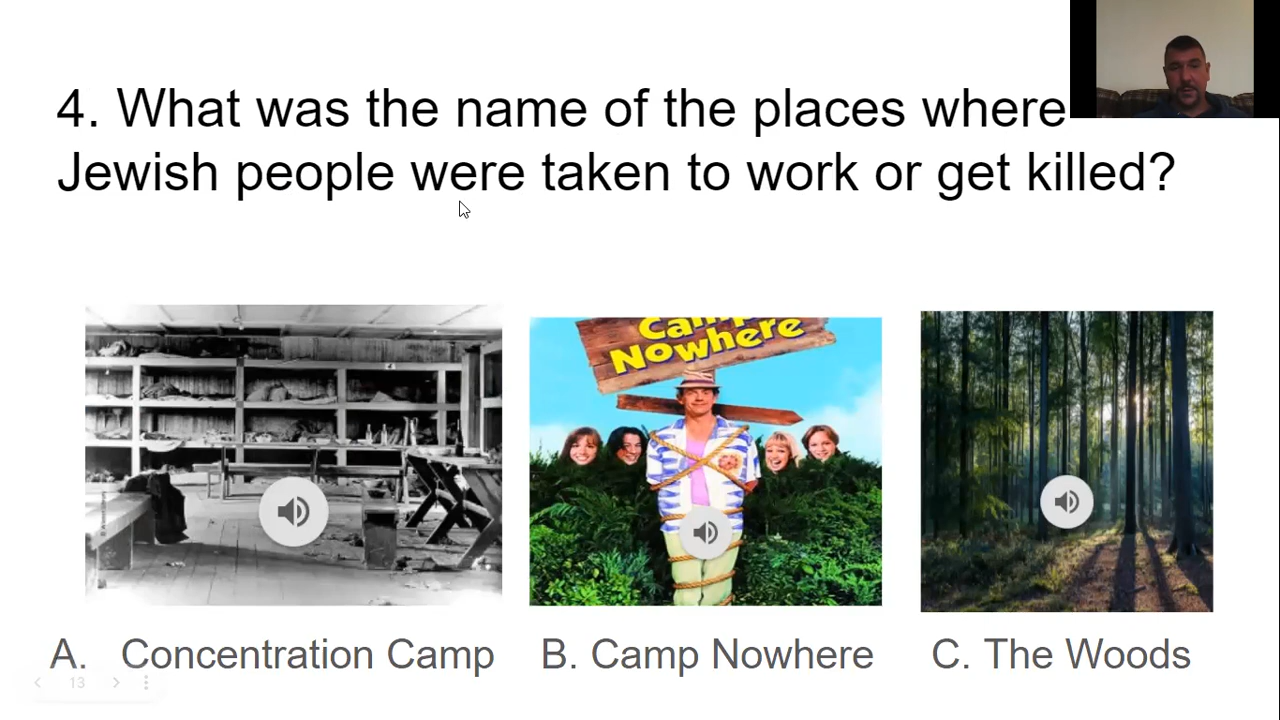 4. What was the name of the places where
Jewish people were taken to work or get killed?
Camp
Nowhere
A. Concentration Camp
B. Camp Nowhere
C. The Woods
13